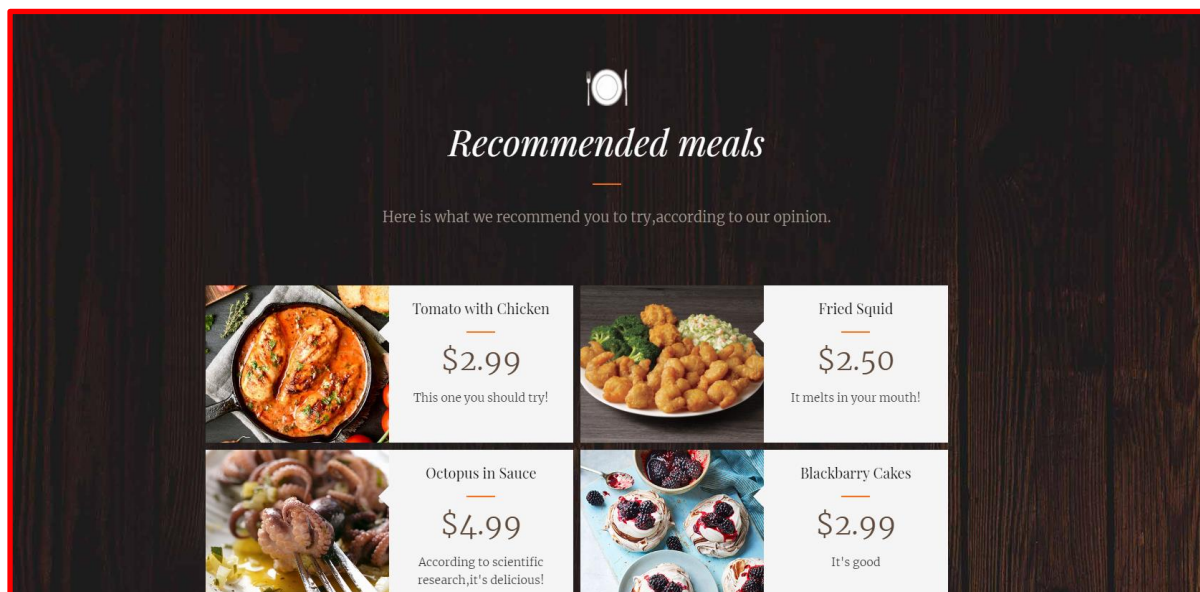 Recommended meals
Here is what we recommend you to try,according to our opinion.
Tomato with Chicken
$2.99
This one you should try!
Fried Squid
$2.50
It melts in your mouth!
Octopus in Sauce
$4.99
According to scientific
research,it's delicious!
Blackbarry Cakes
$2.99
It's good